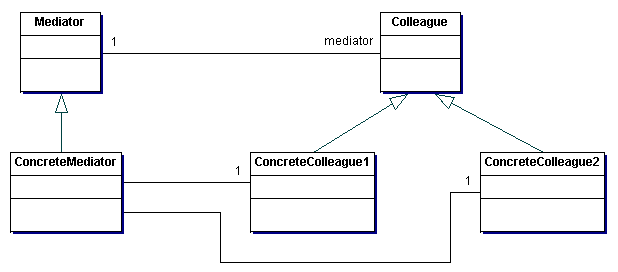 Mediator
Colleague
1
mediator
ConcreteMediator
1
ConcreteColleague1
1
ConcreteColleague2